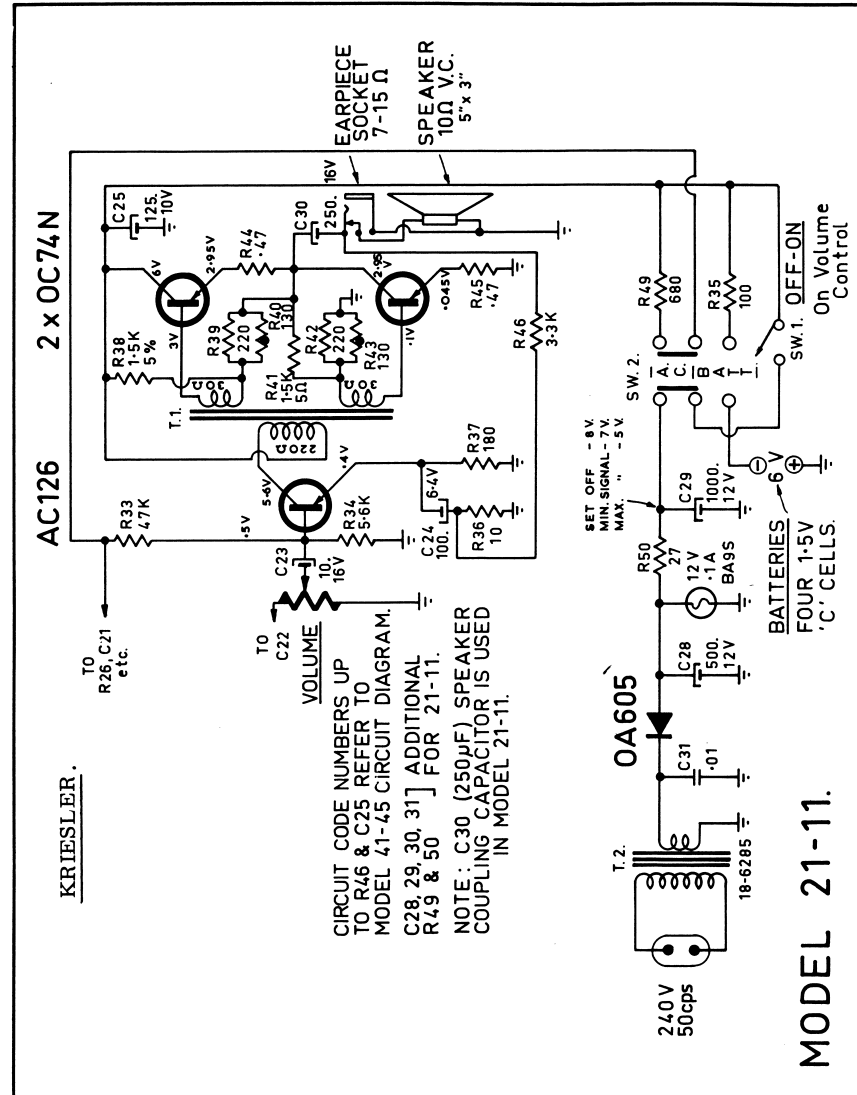 KRIESLER.
AC126
2 x OC74N
TO
R26, C21
etc.
R33
47K
R38
1·5K
5%
6V
3V
2·95V
C25
125.
10V
R44
·47
R39
220
R40
130
R41
1·5K
5Ω
R42
220
R43
130
30Ω
30Ω
T.1.
220Ω
5·6V
·5V
·4V
·1V
2·95
V
·045V
R45
·47
C30
250.
16V
EARPIECE
SOCKET
7-15 Ω
SPEAKER
10Ω V.C.
5"x 3"
TO
C22
VOLUME
C23
10.
16V
R34
5·6K
6·4V
C24
100.
R36
10
R37
180
R46
3·3K
CIRCUIT CODE NUMBERS UP
TO R46 & C25 REFER TO
MODEL 41-45 CIRCUIT DIAGRAM.
C28, 29, 30, 31 ] ADDITIONAL
R49 & 50 ] FOR 21-11.
NOTE: C30 (250µF) SPEAKER
COUPLING CAPACITOR IS USED
IN MODEL 21-11.
OA605
240V
50cps
T.2.
18-6285
C31
·01
C28
500.
12V
R50
27
12V
·1A
BA9S
SET OFF - 8V.
MIN. SIGNAL - 7V.
MAX. " - 5V.
C29
1000.
12V
SW. 2.
A.C.
BATT.
6V
BATTERIES
FOUR 1·5V
'C' CELLS.
R49
680
R35
100
SW. 1.
OFF-ON
On Volume
Control
MODEL 21-11.